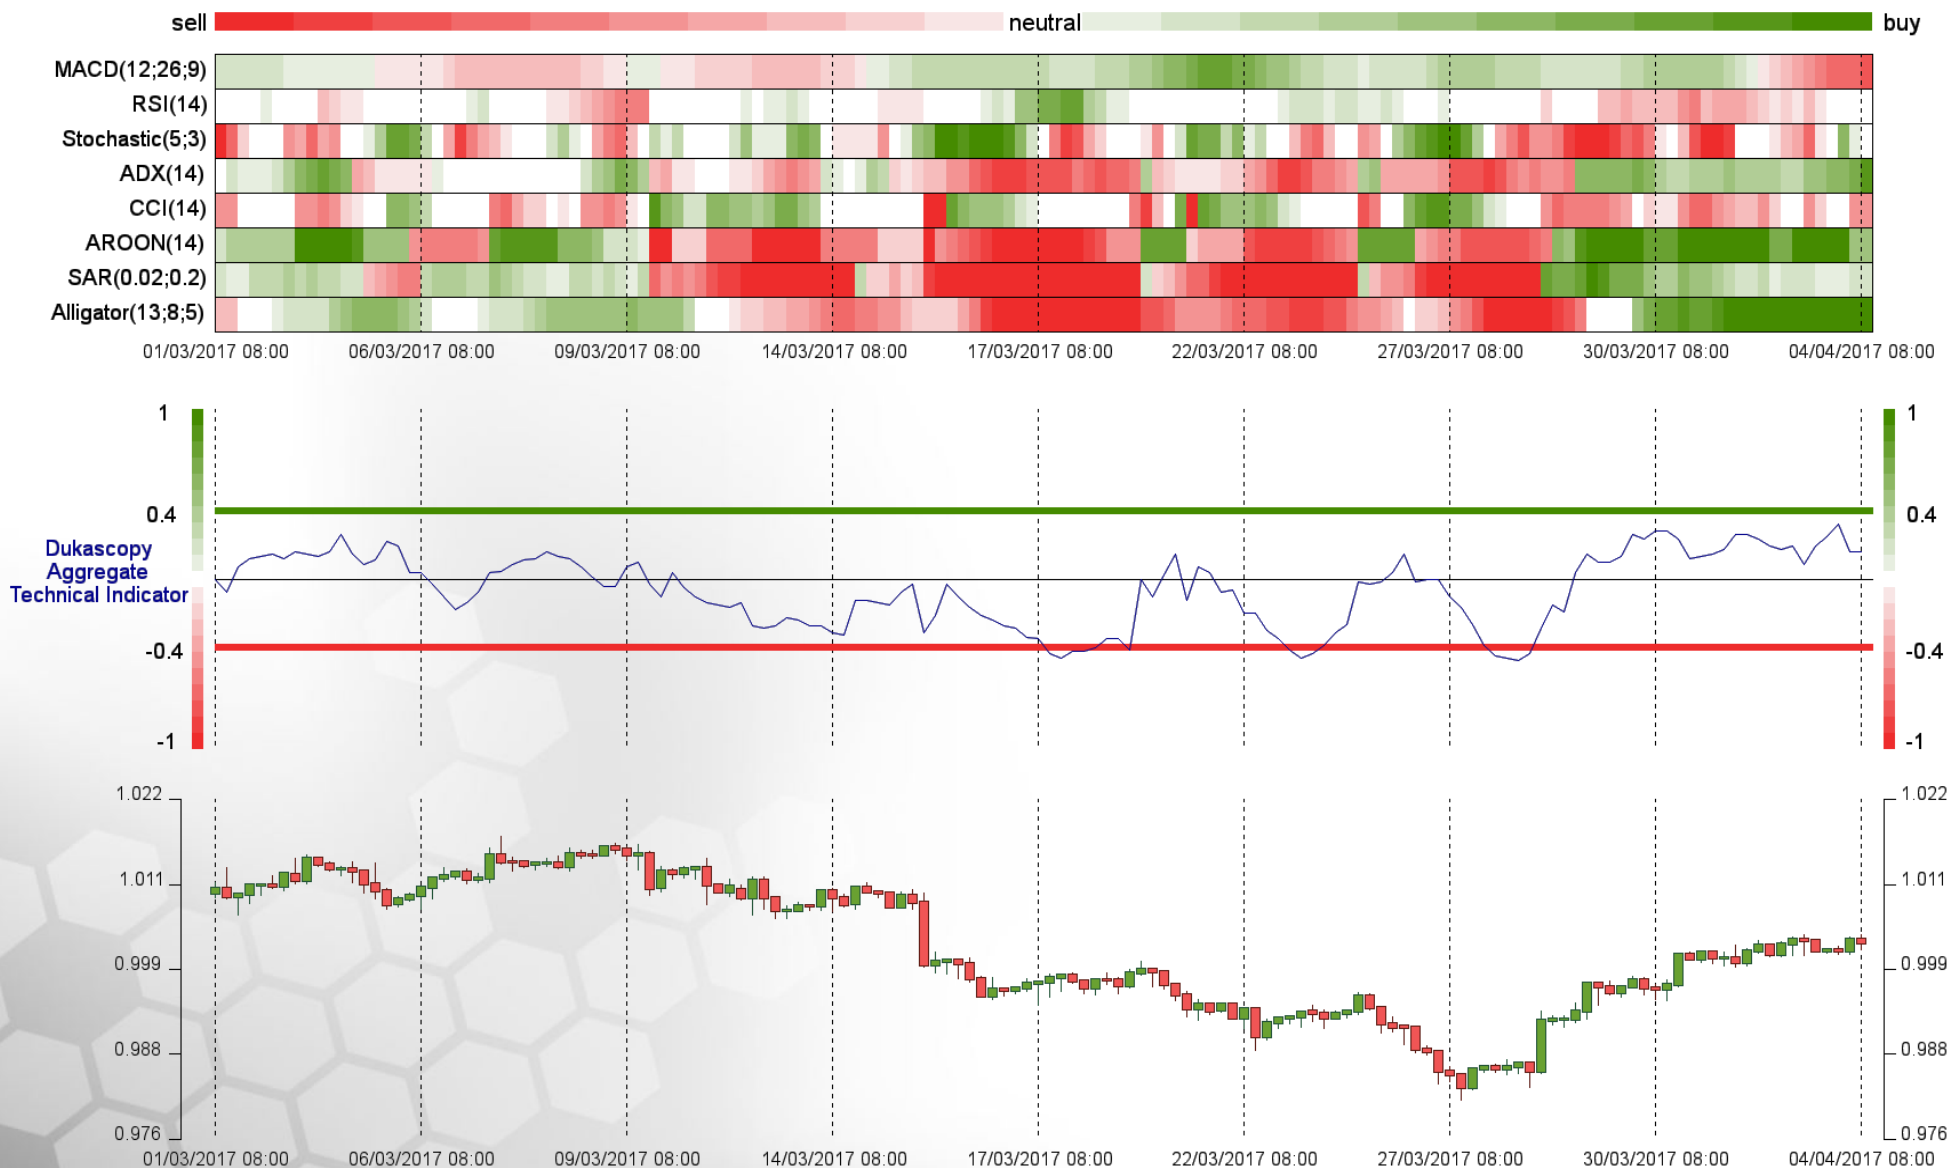 sell neutral buy
MACD(12;26;9)
RSI(14)
Stochastic(5;3)
ADX(14)
CCI(14)
AROON(14)
SAR(0.02;0.2)
Alligator(13;8;5)
01/03/2017 08:00 06/03/2017 08:00 09/03/2017 08:00 14/03/2017 08:00 17/03/2017 08:00 22/03/2017 08:00 27/03/2017 08:00 30/03/2017 08:00 04/04/2017 08:00
1 1
0.4 0.4
Dukascopy
Aggregate
Technical Indicator
-0.4 -0.4
-1 -1
1.022 1.022
1.011 1.011
0.999 0.999
0.988 0.988
0.976 0.976
01/03/2017 08:00 06/03/2017 08:00 09/03/2017 08:00 14/03/2017 08:00 17/03/2017 08:00 22/03/2017 08:00 27/03/2017 08:00 30/03/2017 08:00 04/04/2017 08:00